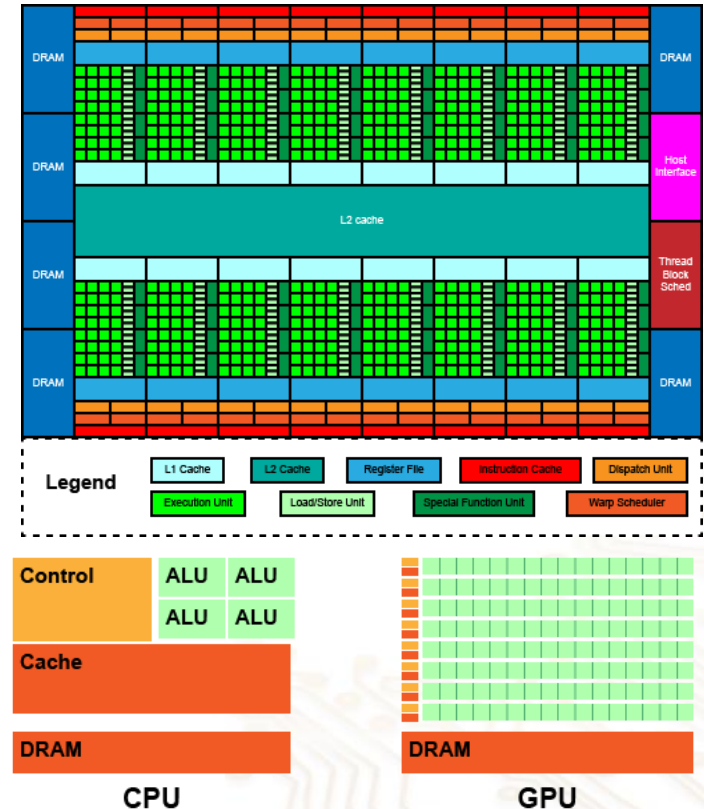 DRAM
DRAM
DRAM
Host
Interface
L2 cache
DRAM
Thread
Block
Sched
DRAM
DRAM
Legend
L1 Cache
L2 Cache
Register File
Instruction Cache
Dispatch Unit
Execution Unit
Load/Store Unit
Special Function Unit
Warp Scheduler
Control
ALU
ALU
ALU
ALU
Cache
DRAM
CPU
DRAM
GPU